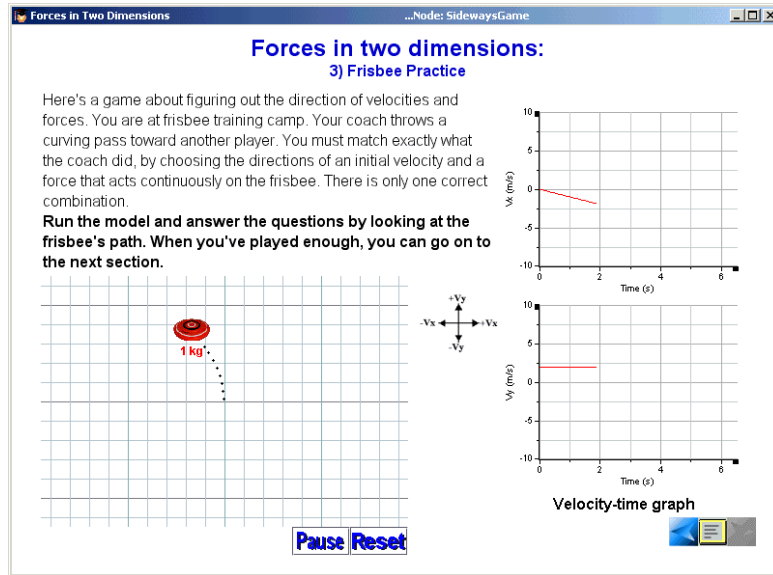 Forces in Two Dimensions ...Node: SidewaysGame
Forces in two dimensions:
3) Frisbee Practice
Here's a game about figuring out the direction of velocities and
forces. You are at frisbee training camp. Your coach throws a
curving pass toward another player. You must match exactly what
the coach did, by choosing the directions of an initial velocity and a
force that acts continuously on the frisbee. There is only one correct
combination.
Run the model and answer the questions by looking at the
frisbee's path. When you've played enough, you can go on to
the next section.
1 kg
+Vy
-Vx +Vx
-Vy
10
5
0
-5
-10
Vx (m/s)
0 2 4 6
Time (s)
10
5
0
-5
-10
Vy (m/s)
0 2 4 6
Time (s)
Velocity-time graph
Pause Reset